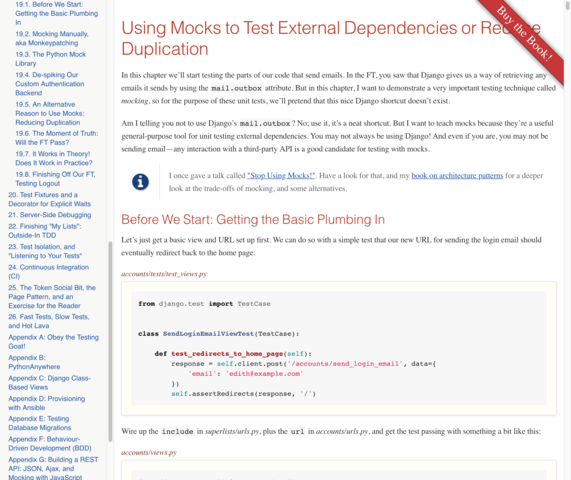 19.1. Before We Start:
Getting the Basic Plumbing
In
19.2. Mocking Manually,
aka Monkeypatching
19.3. The Python Mock
Library
19.4. De-spiking Our
Custom Authentication
Backend
19.5. An Alternative
Reason to Use Mocks:
Reducing Duplication
19.6. The Moment of Truth:
Will the FT Pass?
19.7. It Works in Theory!
Does It Work in Practice?
19.8. Finishing Off Our FT,
Testing Logout
20. Test Fixtures and a
Decorator for Explicit Waits
21. Server-Side Debugging
22. Finishing "My Lists":
Outside-In TDD
23. Test Isolation, and
"Listening to Your Tests"
24. Continuous Integration
(CI)
25. The Token Social Bit, the
Page Pattern, and an
Exercise for the Reader
26. Fast Tests, Slow Tests,
and Hot Lava
Appendix A: Obey the Testing
Goat!
Appendix B:
PythonAnywhere
Appendix C: Django Class-
Based Views
Appendix D: Provisioning
with Ansible
Appendix E: Testing
Database Migrations
Appendix F: Behaviour-
Driven Development (BDD)
Appendix G: Building a REST
API: JSON, Ajax, and
Mocking with JavaScript
Using Mocks to Test External Dependencies or
Duplication
Buy the Book!
In this chapter we'll start testing the parts of our code that send emails. In the FT, you saw that Django gives us a way of retrieving any
emails it sends by using the mail.outbox attribute. But in this chapter, I want to demonstrate a very important testing technique called
mocking, so for the purpose of these unit tests, we'll pretend that this nice Django shortcut doesn't exist.
Am I telling you not to use Django's mail.outbox? No; use it, it's a neat shortcut. But I want to teach mocks because they're a useful
general-purpose tool for unit testing external dependencies. You may not always be using Django! And even if you are, you may not be
sending email—any interaction with a third-party API is a good candidate for testing with mocks.
I once gave a talk called "Stop Using Mocks!". Have a look for that, and my book on architecture patterns for a deeper
look at the trade-offs of mocking, and some alternatives.
Before We Start: Getting the Basic Plumbing In
Let's just get a basic view and URL set up first. We can do so with a simple test that our new URL for sending the login email should
eventually redirect back to the home page:
accounts/tests/test_views.py
from django.test import TestCase
class SendLoginEmailViewTest(TestCase):
def test_redirects_to_home_page(self):
response = self.client.post('/accounts/send_login_email', data={
'email': 'edith@example.com'
})
self.assertRedirects(response, '/')
Wire up the include in superlists/urls.py, plus the url in accounts/urls.py, and get the test passing with something a bit like this:
accounts/views.py